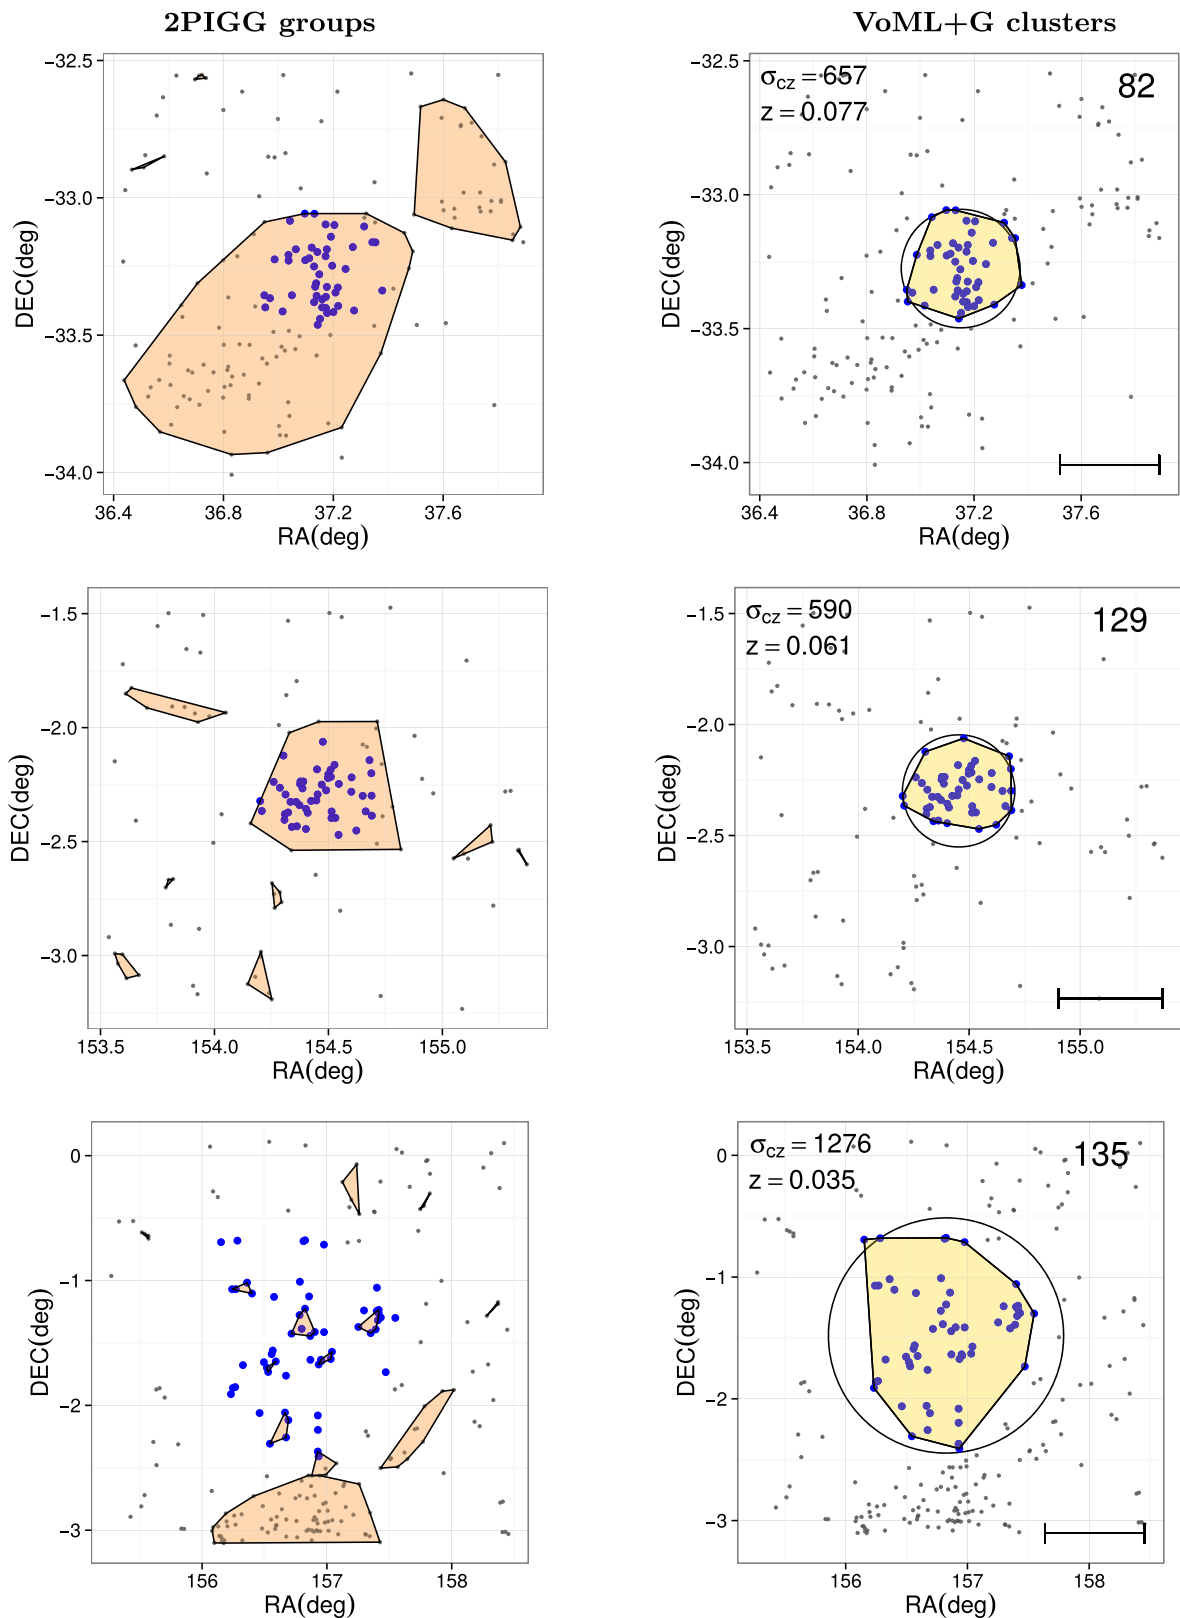 2PIGG groups
VoML+G clusters
−32.5
−33.0
−33.5
−34.0
DEC(deg)
36.4 36.8 37.2 37.6
RA(deg)
σcz = 657
z = 0.077
82
−32.5
−33.0
−33.5
−34.0
DEC(deg)
36.4 36.8 37.2 37.6
RA(deg)
−1.5
−2.0
−2.5
−3.0
DEC(deg)
153.5 154.0 154.5 155.0
RA(deg)
σcz = 590
z = 0.061
129
−1.5
−2.0
−2.5
−3.0
DEC(deg)
153.5 154.0 154.5 155.0
RA(deg)
0
−1
−2
−3
DEC(deg)
156 157 158
RA(deg)
σcz = 1276
z = 0.035
135
0
−1
−2
−3
DEC(deg)
156 157 158
RA(deg)